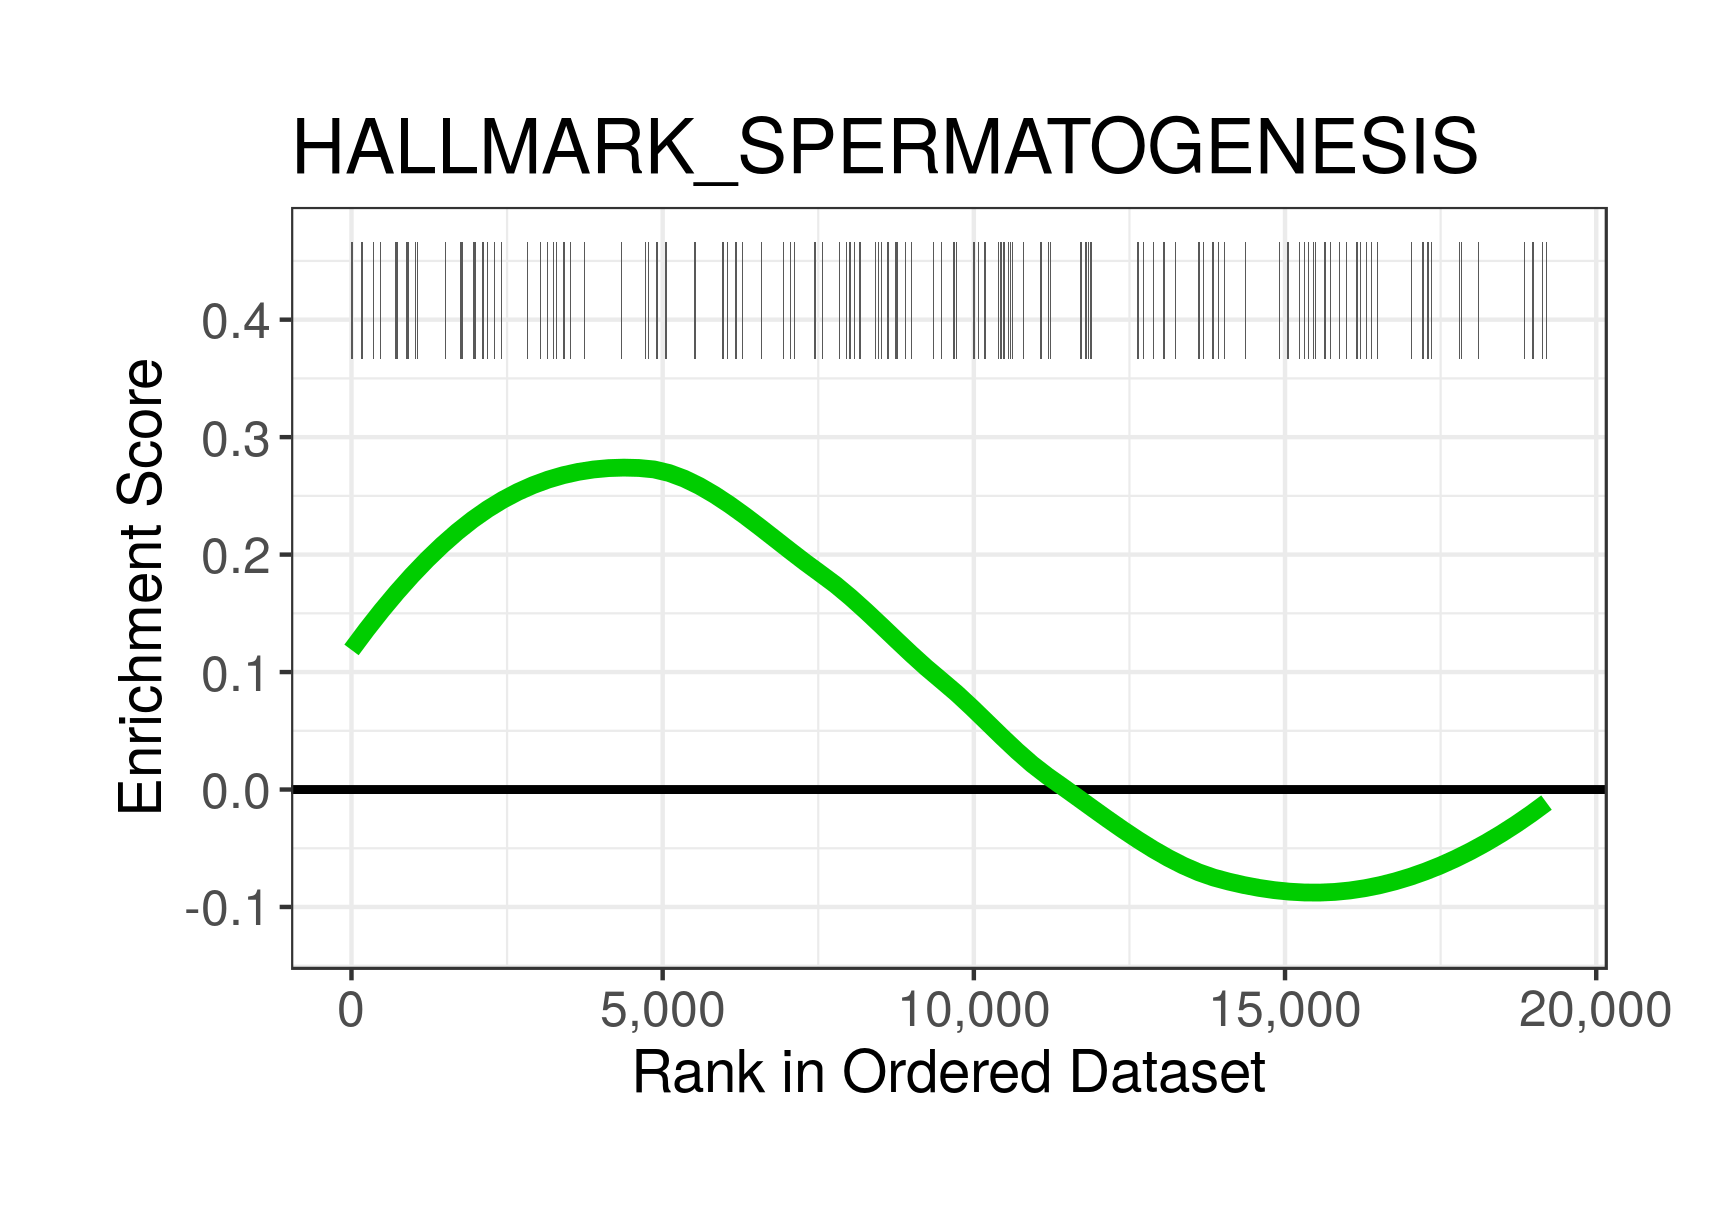 HALLMARK_SPERMATOGENESIS
Enrichment Score
0.4
0.3
0.2
0.1
0.0
-0.1
0 5,000 10,000 15,000 20,000
Rank in Ordered Dataset